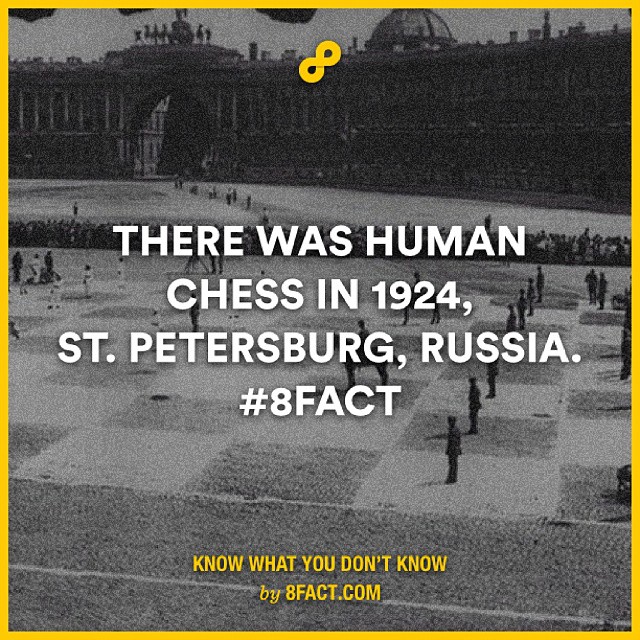 THERE WAS HUMAN
CHESS IN 1924,
ST. PETERSBURG, RUSSIA.
#8FACT
KNOW WHAT YOU DON'T KNOW
by 8FACT.COM